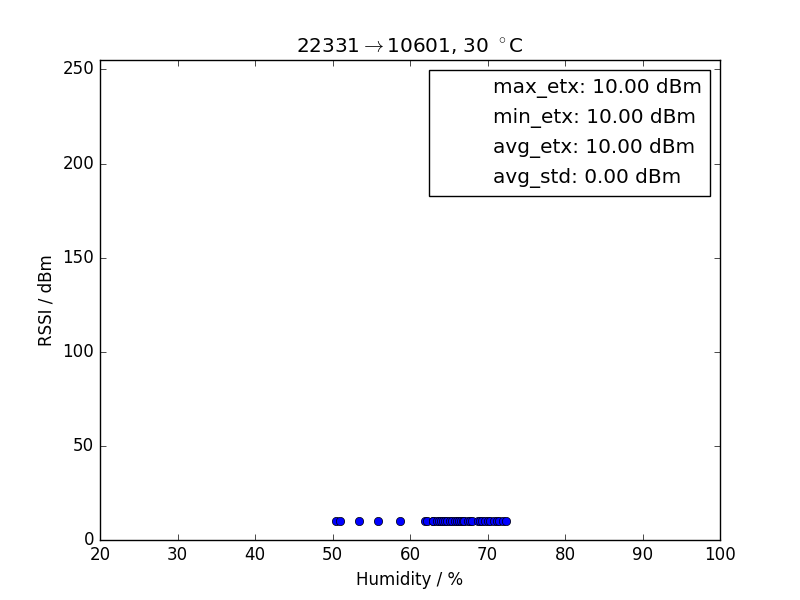 22331→10601, 30 °C
max_etx: 10.00 dBm
min_etx: 10.00 dBm
avg_etx: 10.00 dBm
avg_std: 0.00 dBm
RSSI / dBm
250
200
150
100
50
0
20 30 40 50 60 70 80 90 100
Humidity / %